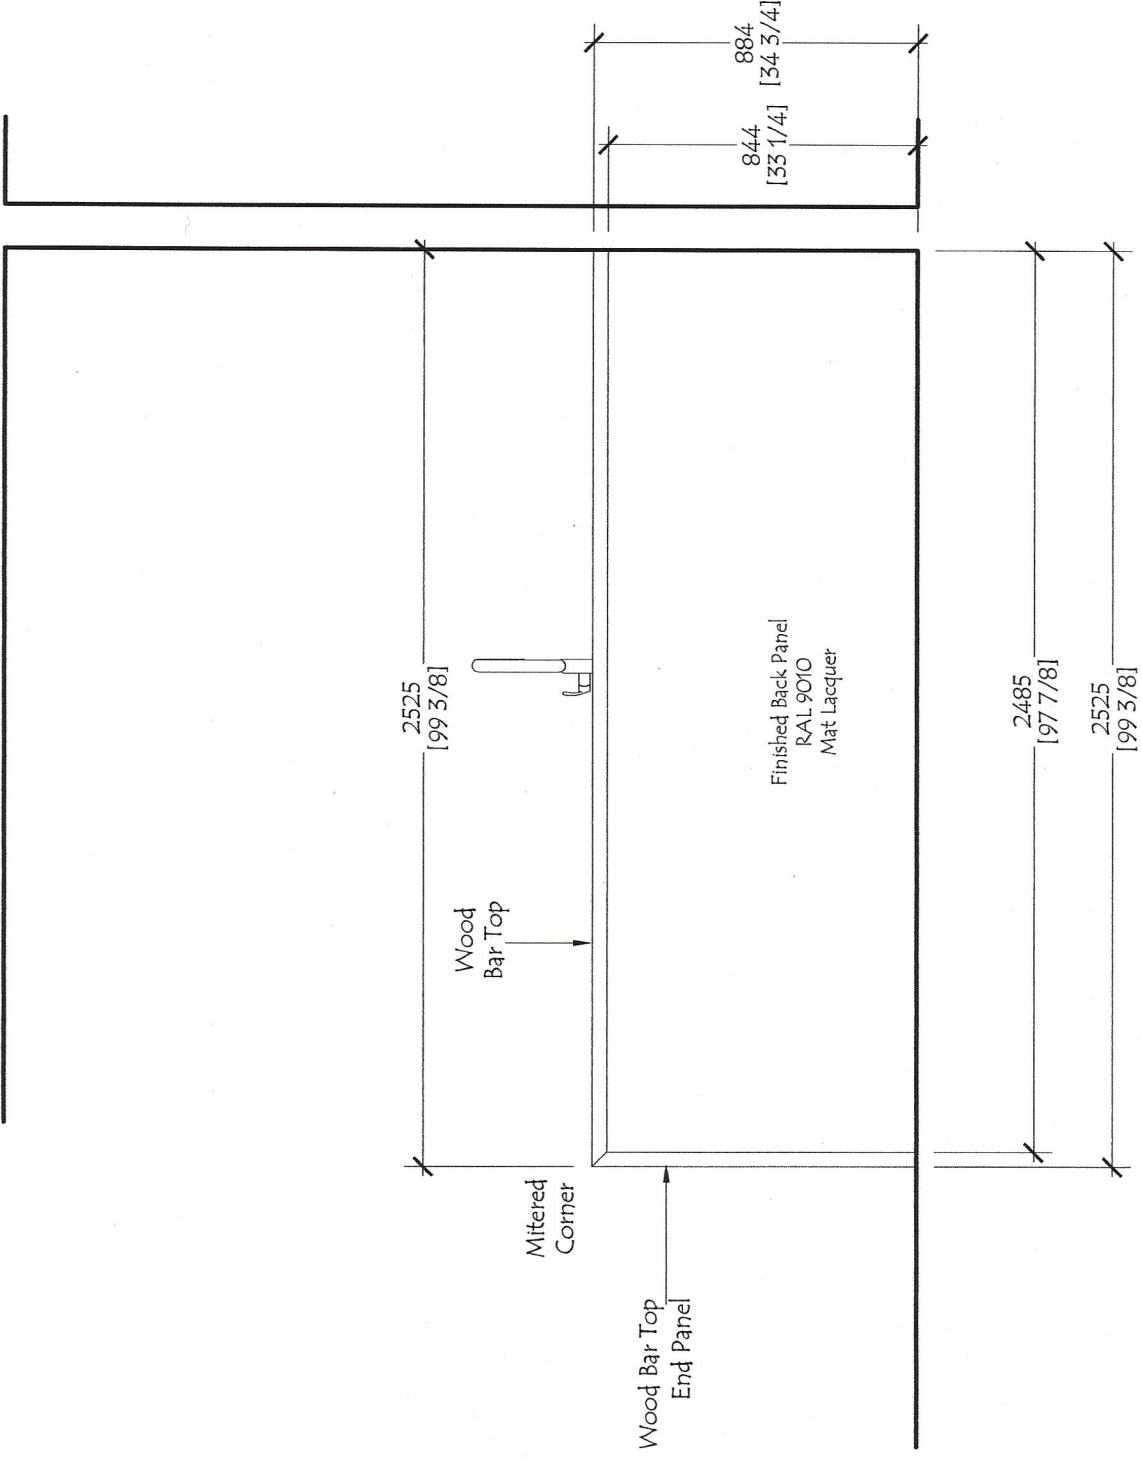 884
[34 3/4]
844
[33 1/4]
2525
[99 3/8]
Wood
Bar Top
Mitered
Corner
Wood Bar Top
End Panel
Finished Back Panel
RAL 9010
Mat Lacquer
2485
[97 7/8]
2525
[99 3/8]